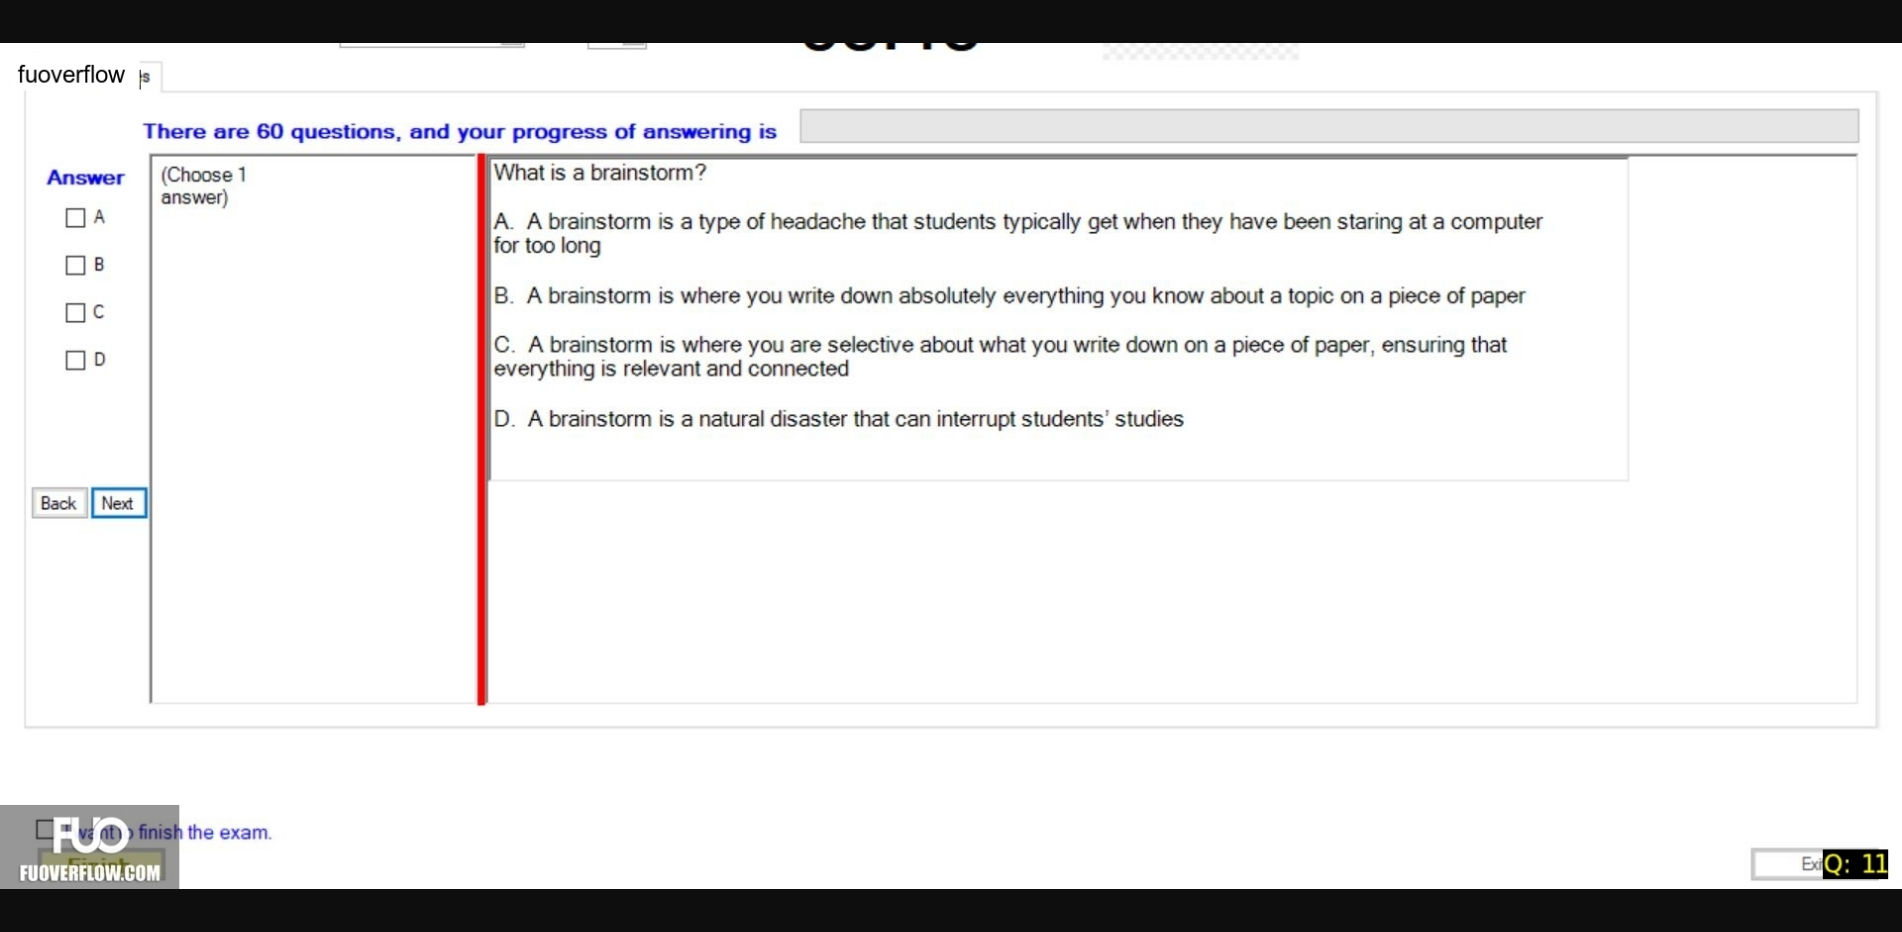 fuoverflow
There are 60 questions, and your progress of answering is
Answer
(Choose 1
answer)
A
B
C
D
What is a brainstorm?
A. A brainstorm is a type of headache that students typically get when they have been staring at a computer
for too long
B. A brainstorm is where you write down absolutely everything you know about a topic on a piece of paper
C. A brainstorm is where you are selective about what you write down on a piece of paper, ensuring that
everything is relevant and connected
D. A brainstorm is a natural disaster that can interrupt students' studies
Back Next
I want to finish the exam.
FUO
FUOVERFLOW.COM
Q: 11